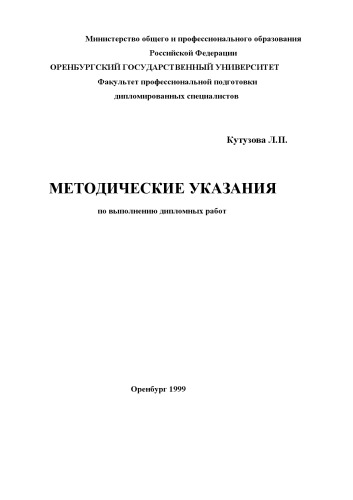 Министерство общего и профессионального образования
Российской Федерации
ОРЕНБУРГСКИЙ ГОСУДАРСТВЕННЫЙ УНИВЕРСИТЕТ
Факультет профессиональной подготовки
дипломированных специалистов
Кутузова Л.П.
МЕТОДИЧЕСКИЕ УКАЗАНИЯ
по выполнению дипломных работ
Оренбург 1999